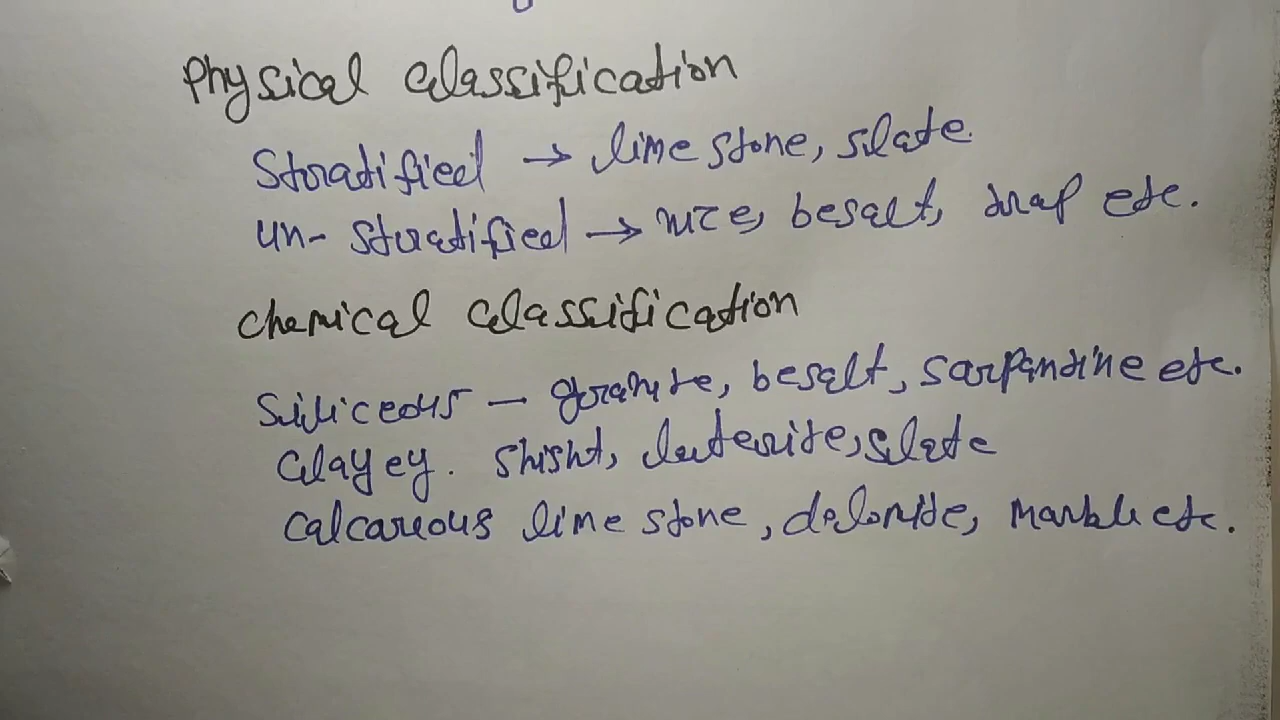 Physical classification
Stratified → lime stone, slate.
un- stratified → besalt, trap etc.
chemical classification
Siliceous - granite, besalt, sarpantine etc.
clayey. shisht, laterite, slate
calcareous lime stone, dolomite, marble etc.